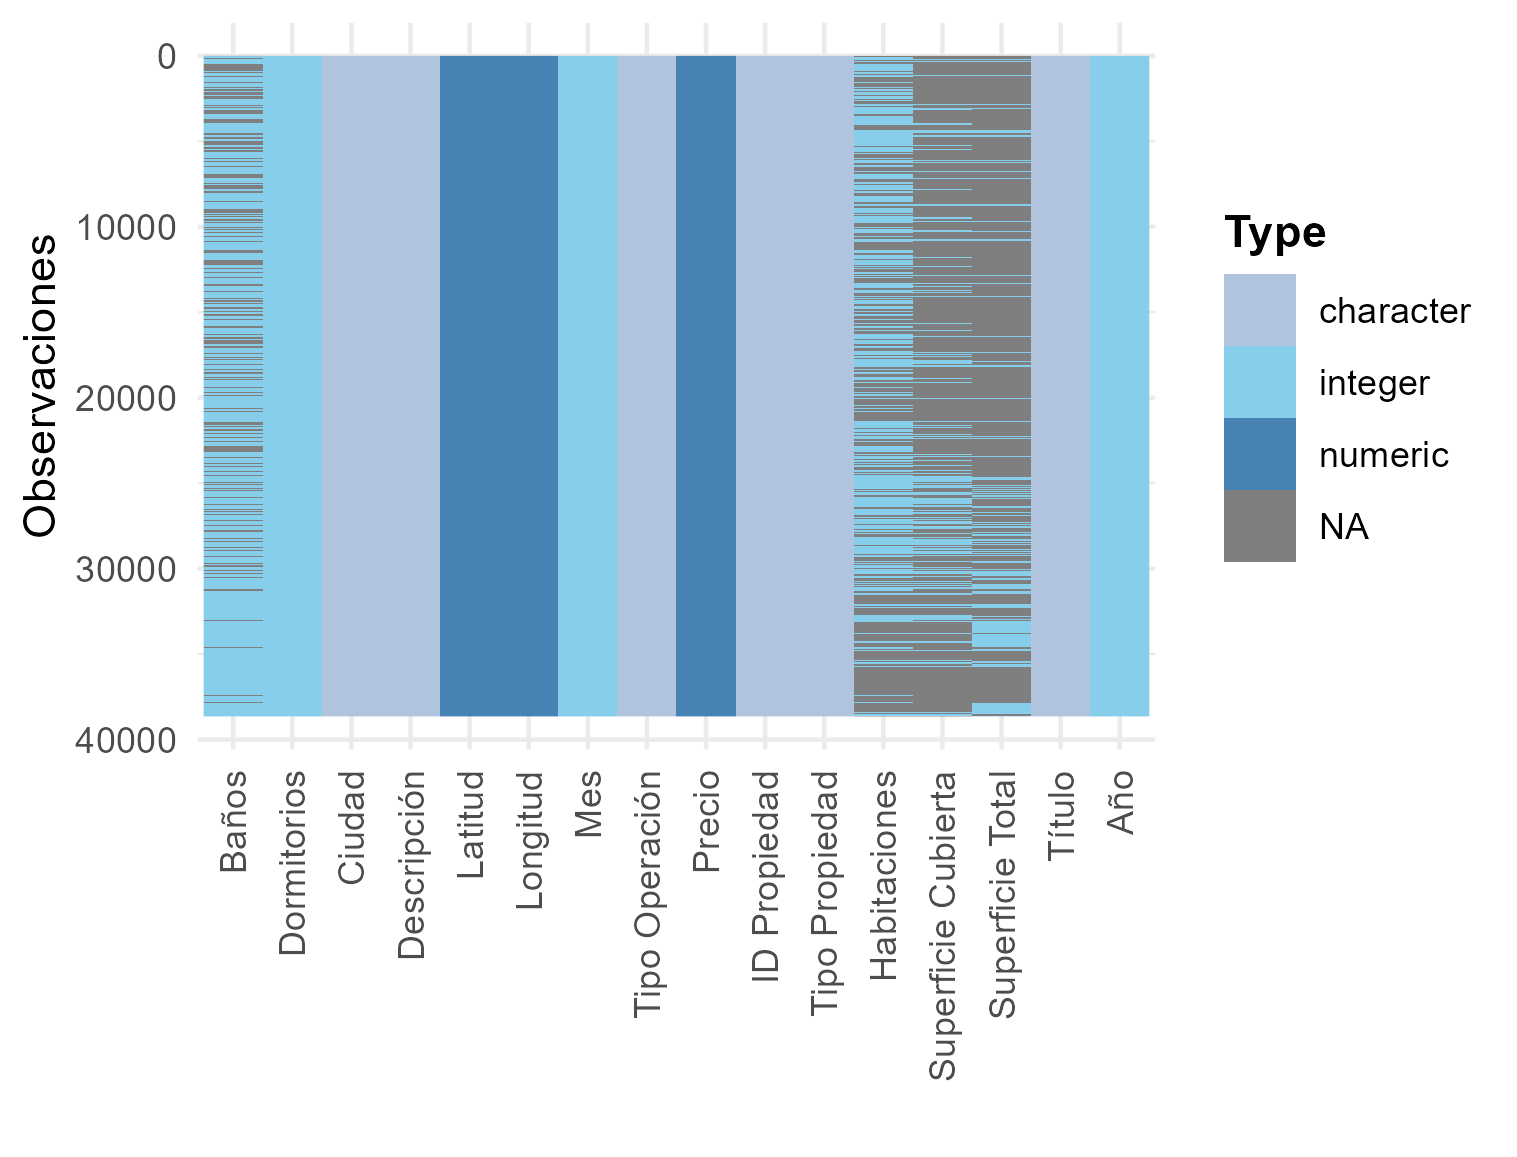 Observaciones
0
10000
20000
30000
40000
Baños
Dormitorios
Ciudad
Descripción
Latitud
Longitud
Mes
Tipo Operación
Precio
ID Propiedad
Tipo Propiedad
Habitaciones
Superficie Cubierta
Superficie Total
Título
Año
Type
character
integer
numeric
NA